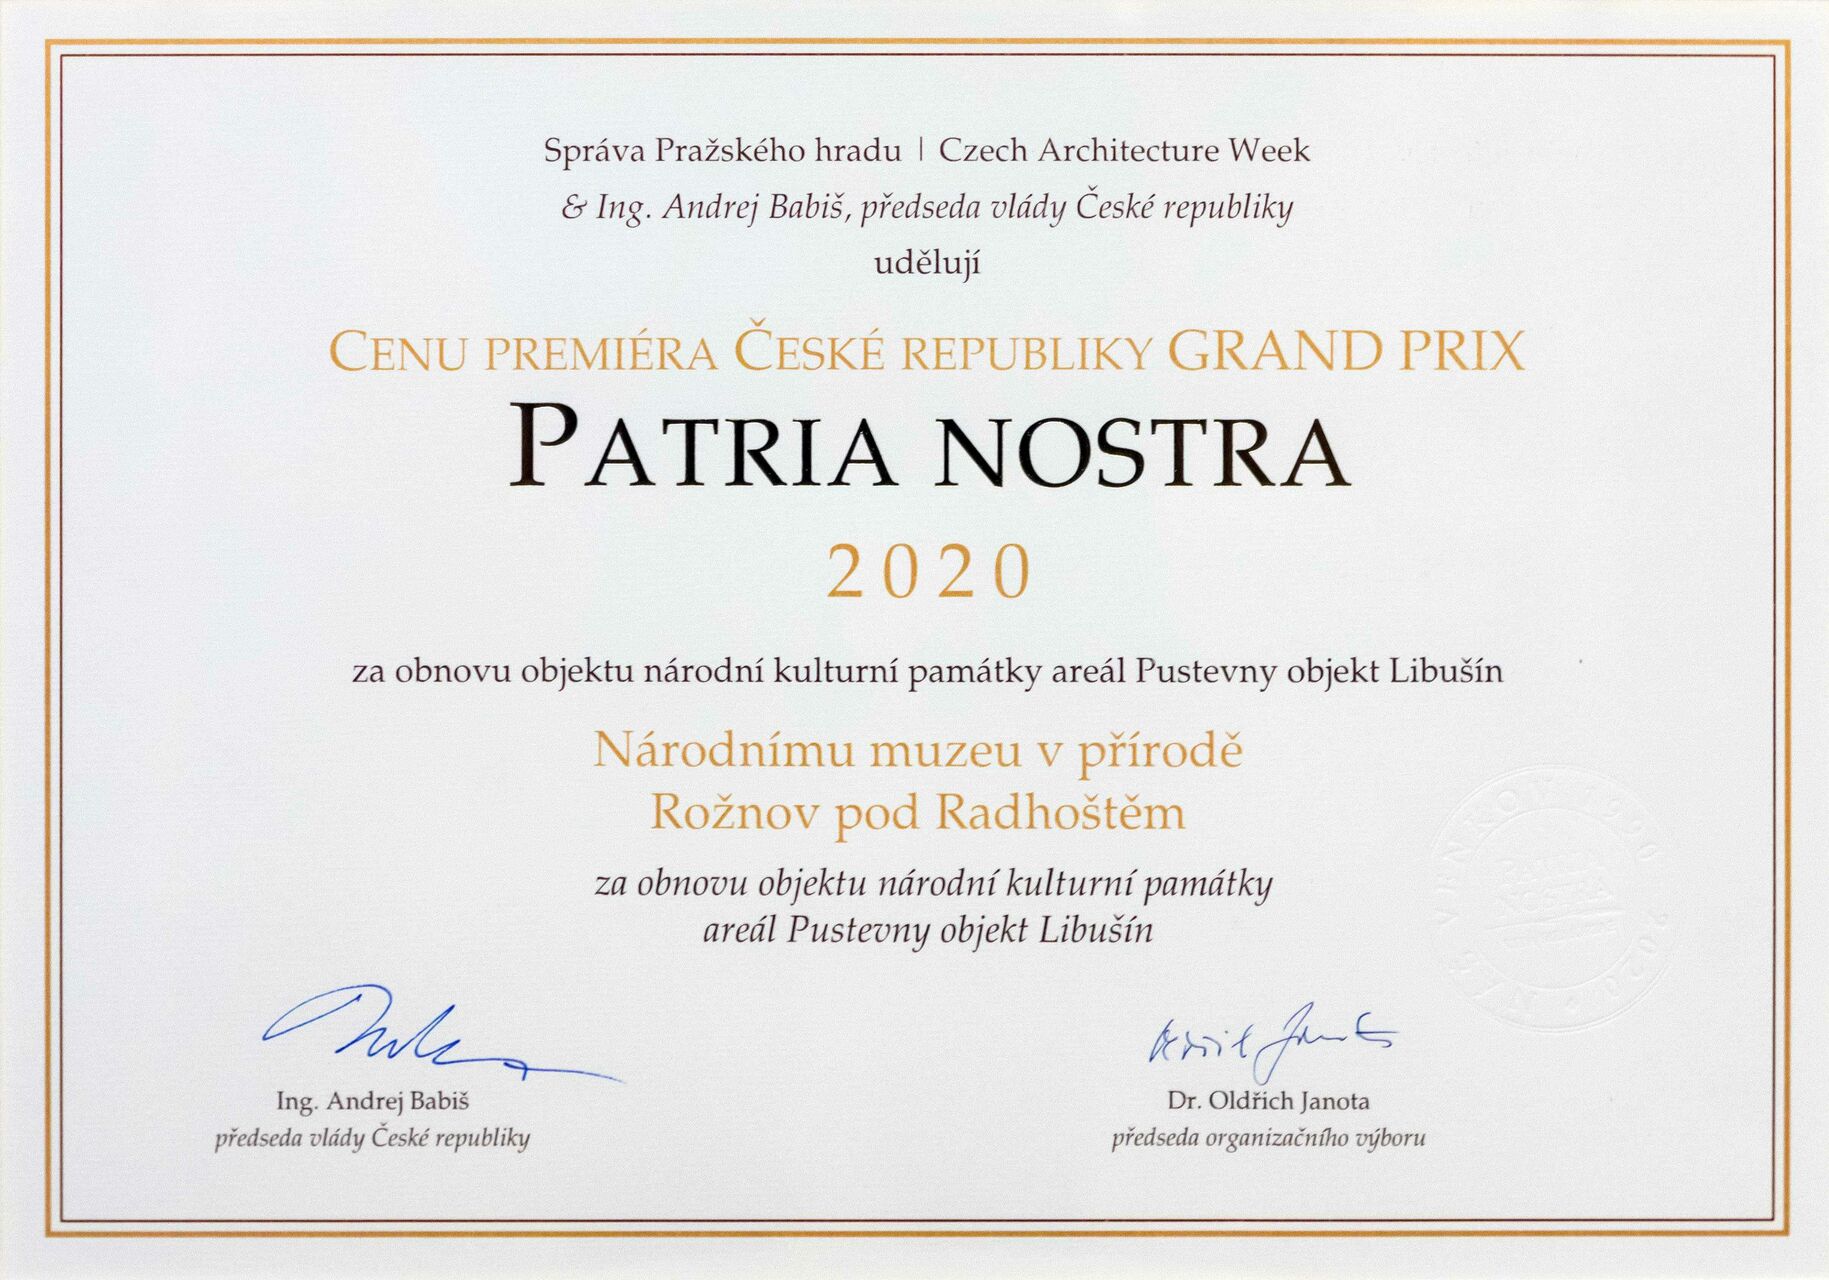 Správa Pražského hradu | Czech Architecture Week
& Ing. Andrej Babiš, předseda vlády České republiky
udělují
CENU PREMIÉRA ČESKÉ REPUBLIKY GRAND PRIX
PATRIA NOSTRA
2020
za obnovu objektu národní kulturní památky areál Pustevny objekt Libušín
Národnímu muzeu v přírodě
Rožnov pod Radhoštěm
za obnovu objektu národní kulturní památky
areál Pustevny objekt Libušín
PATRIA
NOSTRA
Ing. Andrej Babiš
předseda vlády České republiky
Dr. Oldřich Janota
předseda organizačního výboru